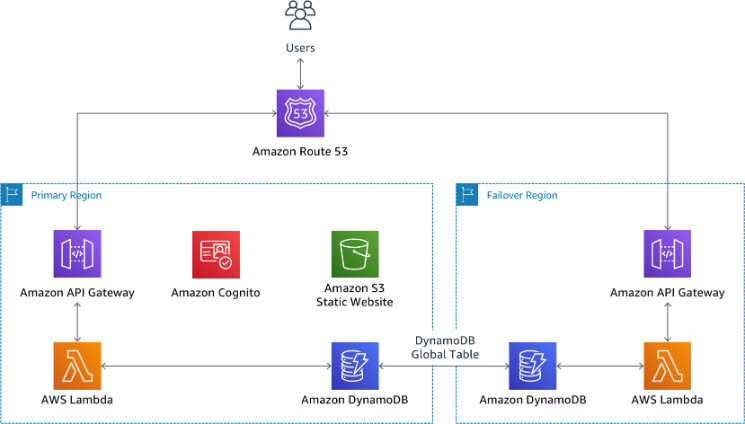 Users
53
Amazon Route 53
Primary Region
Failover Region
Amazon API Gateway
Amazon Cognito
Amazon S3
Static Website
Amazon API Gateway
DynamoDB
Global Table
AWS Lambda
Amazon DynamoDB
Amazon DynamoDB
AWS Lambda